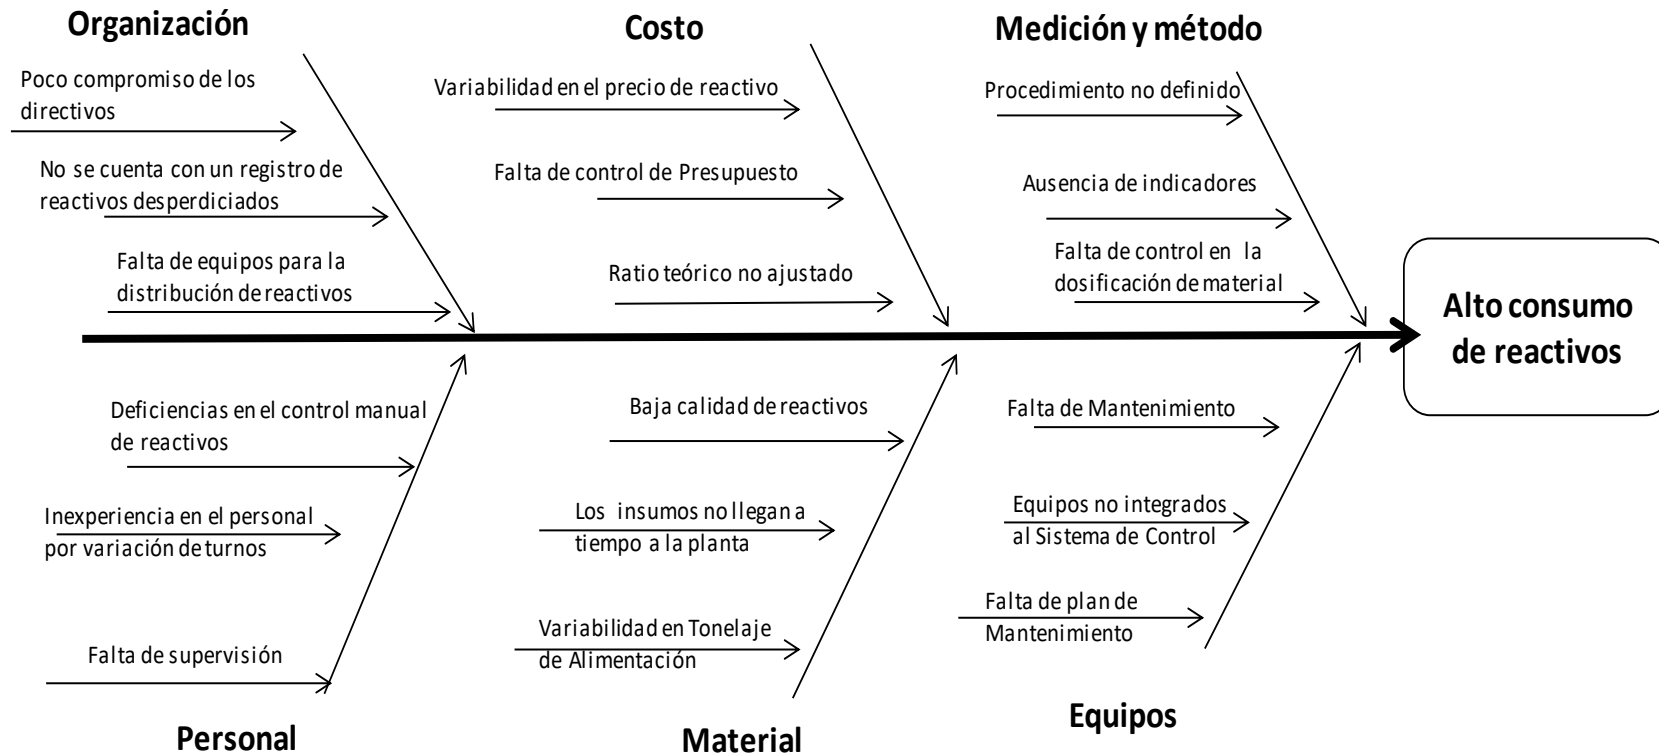 Organización
Costo
Medición y método
Poco compromiso de los
directivos
No se cuenta con un registro de
reactivos desperdiciados
Falta de equipos para la
distribución de reactivos
Variabilidad en el precio de reactivo
Falta de control de Presupuesto
Ratio teórico no ajustado
Procedimiento no definido
Ausencia de indicadores
Falta de control en la
dosificación de material
Alto consumo
de reactivos
Deficiencias en el control manual
de reactivos
Inexperiencia en el personal
por variación de turnos
Falta de supervisión
Baja calidad de reactivos
Los insumos no llegan a
tiempo a la planta
Variabilidad en Tonelaje
de Alimentación
Falta de Mantenimiento
Equipos no integrados
al Sistema de Control
Falta de plan de
Mantenimiento
Personal
Material
Equipos